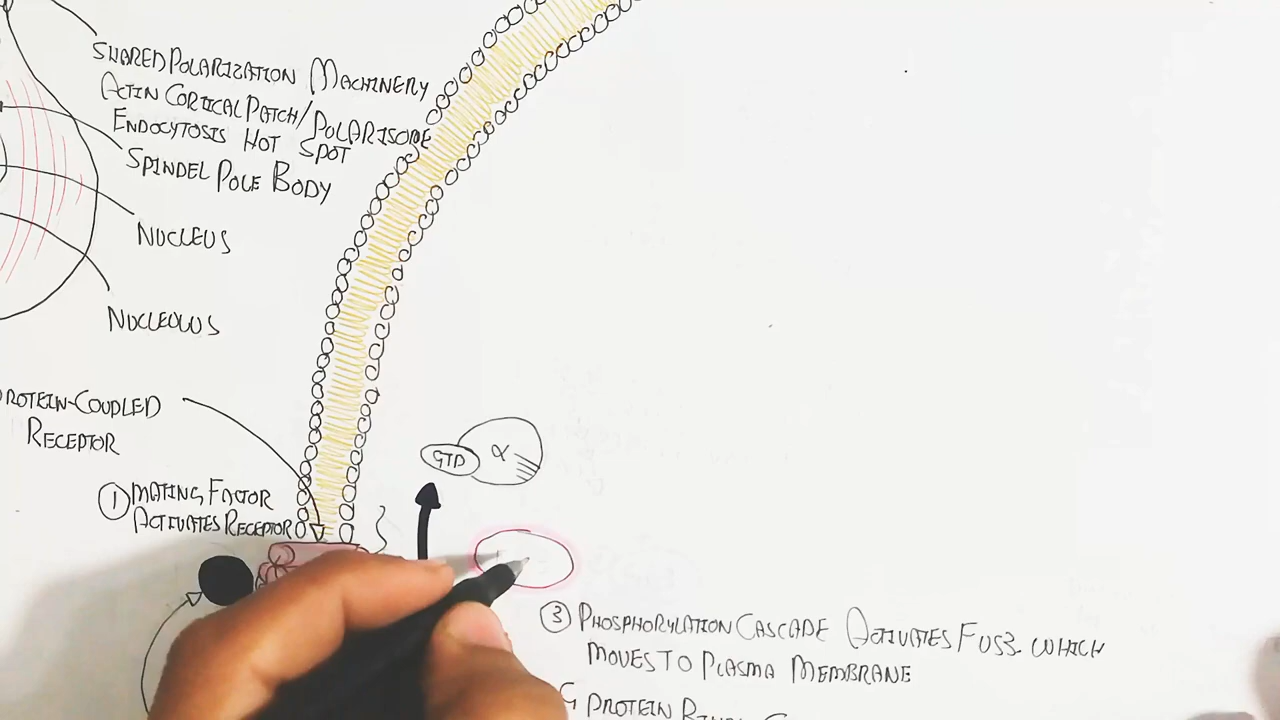 SHARED POLARIZATION MACHINERY
ACTIN CORTICAL PATCH/POLARISOME
ENDOCYTOSIS HOT SPOT
SPINDEL POLE BODY
NUCLEUS
NUCLEOLUS
PROTEIN-COUPLED
RECEPTOR
① MATING FACTOR
ACTIVATES RECEPTOR
GTP
α
③ PHOSPHORYLATION CASCADE ACTIVATES FUS3 WHICH
MOVES TO PLASMA MEMBRANE
G PROTEIN